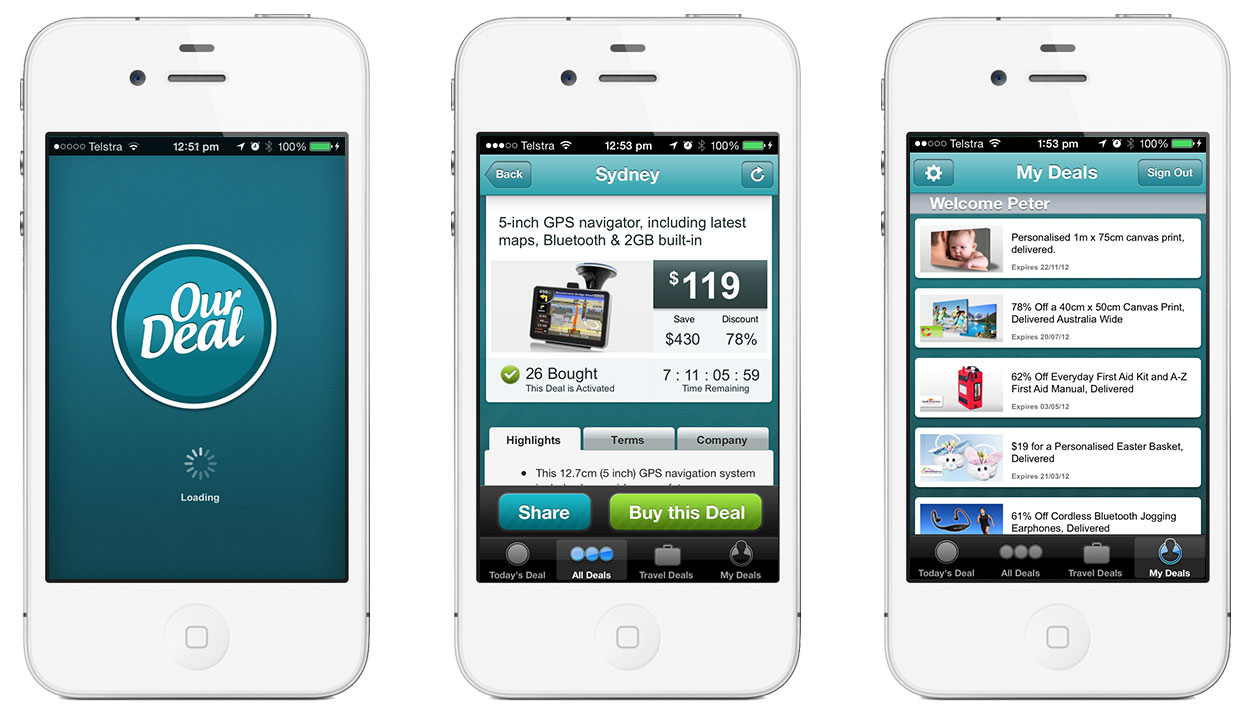 Telstra 12:51 pm 100%
Our
Deal
Loading
Telstra 12:53 pm 100%
Back Sydney
5-inch GPS navigator, including latest
maps, Bluetooth & 2GB built-in
$119
Save Discount
$430 78%
26 Bought 7 : 11 : 05 : 59
This Deal is Activated Time Remaining
Highlights Terms Company
• This 12.7cm (5 inch) GPS navigation system
Share Buy this Deal
Today's Deal All Deals Travel Deals My Deals
Telstra 1:53 pm 100%
My Deals Sign Out
Welcome Peter
Personalised 1m x 75cm canvas print,
delivered.
Expires 22/11/12
78% Off a 40cm x 50cm Canvas Print,
Delivered Australia Wide
Expires 20/07/12
62% Off Everyday First Aid Kit and A-Z
First Aid Manual, Delivered
Expires 03/05/12
$19 for a Personalised Easter Basket,
Delivered
Expires 21/03/12
61% Off Cordless Bluetooth Jogging
Earphones, Delivered
Today's Deal All Deals Travel Deals My Deals